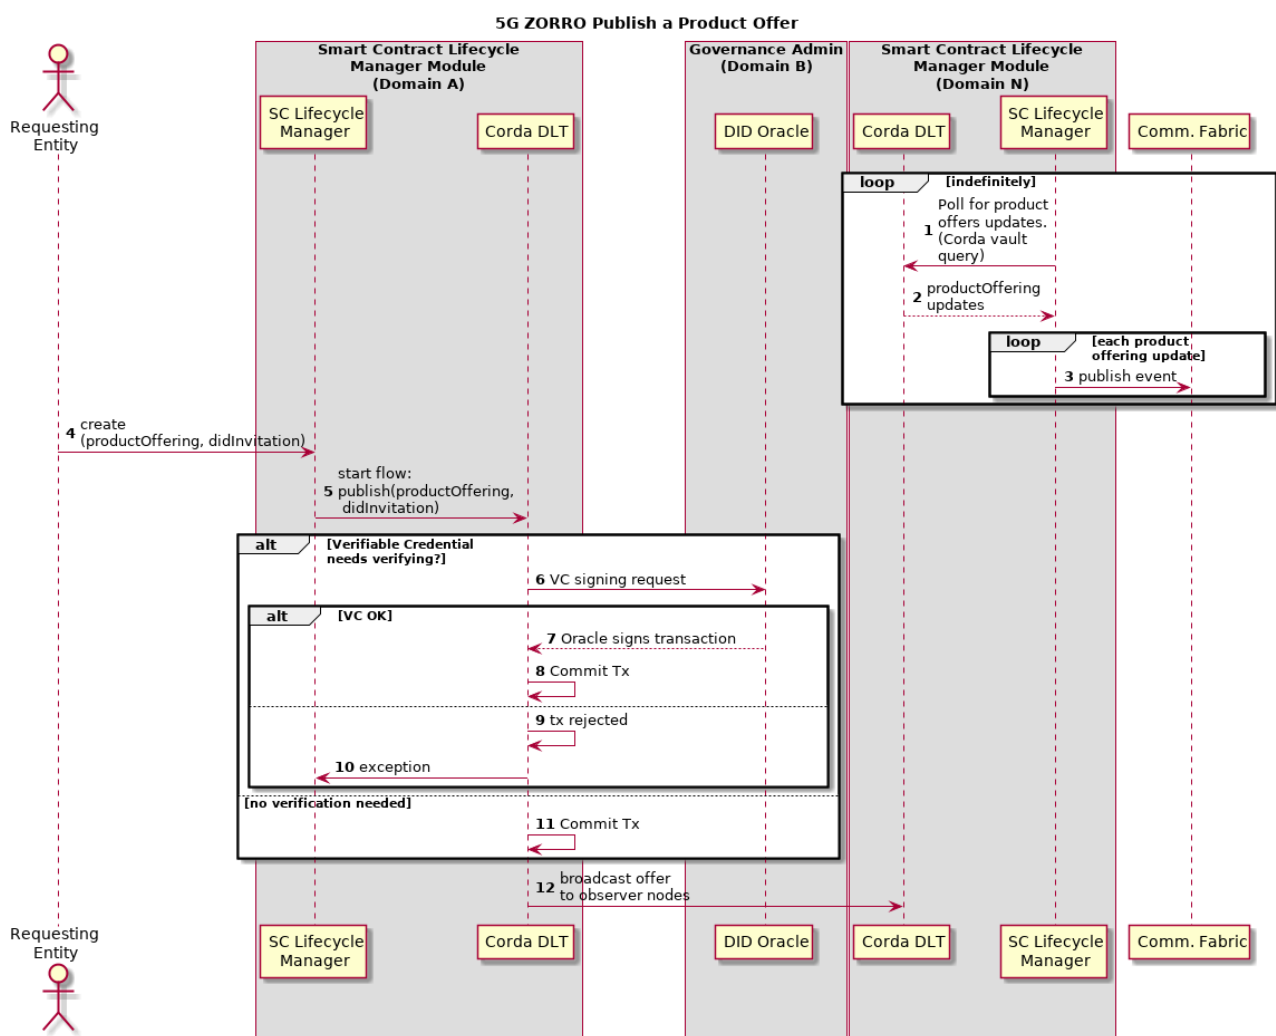 5G ZORRO Publish a Product Offer
Smart Contract Lifecycle
Manager Module
(Domain A)
Governance Admin
(Domain B)
Smart Contract Lifecycle
Manager Module
(Domain N)
Requesting
Entity
SC Lifecycle
Manager
Corda DLT
DID Oracle
Corda DLT
SC Lifecycle
Manager
Comm. Fabric
loop [indefinitely]
Poll for product
1 offers updates.
(Corda vault
query)
2 productOffering
updates
loop [each product
offering update]
3 publish event
4 create
(productOffering, didInvitation)
start flow:
5 publish(productOffering,
didInvitation)
alt [Verifiable Credential
needs verifying?]
6 VC signing request
alt [VC OK]
7 Oracle signs transaction
8 Commit Tx
9 tx rejected
10 exception
[no verification needed]
11 Commit Tx
12 broadcast offer
to observer nodes
Requesting
Entity
SC Lifecycle
Manager
Corda DLT
DID Oracle
Corda DLT
SC Lifecycle
Manager
Comm. Fabric